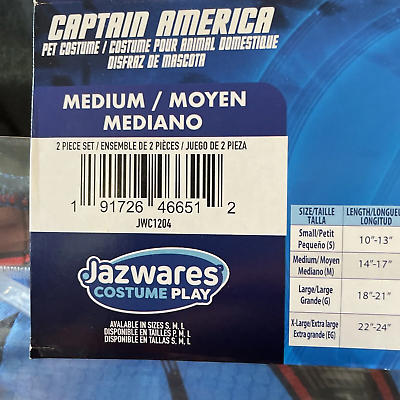 CAPTAIN AMERICA
PET COSTUME / COSTUME POUR ANIMAL DOMESTIQUE
DISFRAZ DE MASCOTA
MEDIUM / MOYEN
MEDIANO
2 PIECE SET / ENSEMBLE DE 2 PIÈCES / JUEGO DE 2 PIEZA
1 91726 46651 2
JWC1204
Jazwares
COSTUME PLAY
AVALABLE IN SIZES S, M, L
DISPONIBLE EN TAILLES P, M, L
DISPONIBLE EN TALLAS S, M, L
SIZE/TAILLE LENGTH/LONGUEU
TALLA LONGITUD
Small/Petit
Pequeño (S) 10"-13"
Medium/Moyen
Mediano (M) 14"-17"
Large/Large
Grande (G) 18"-21"
X-Large/Extra large
Extra grande (EG) 22"-24"